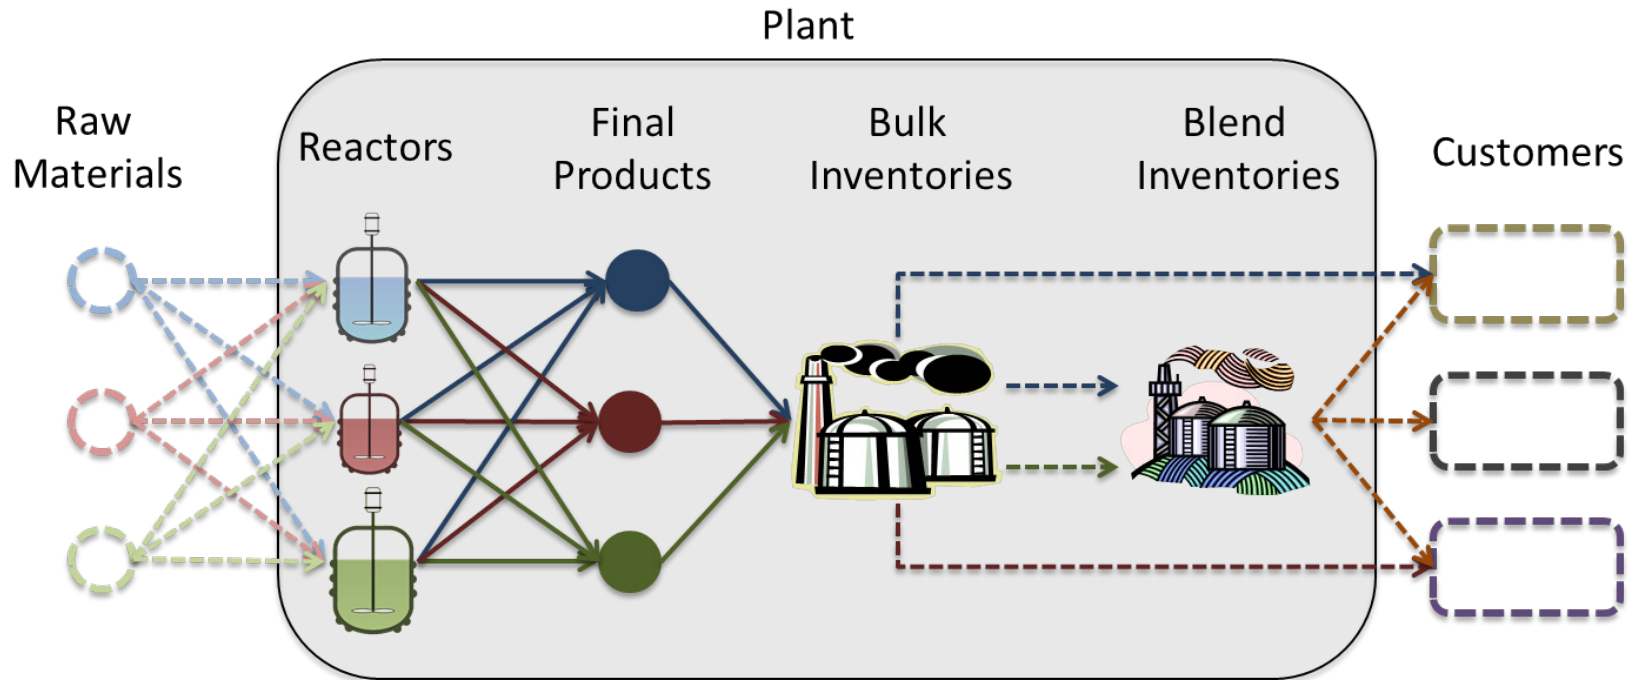 Plant
Raw
Materials
Reactors
Final
Products
Bulk
Inventories
Blend
Inventories
Customers